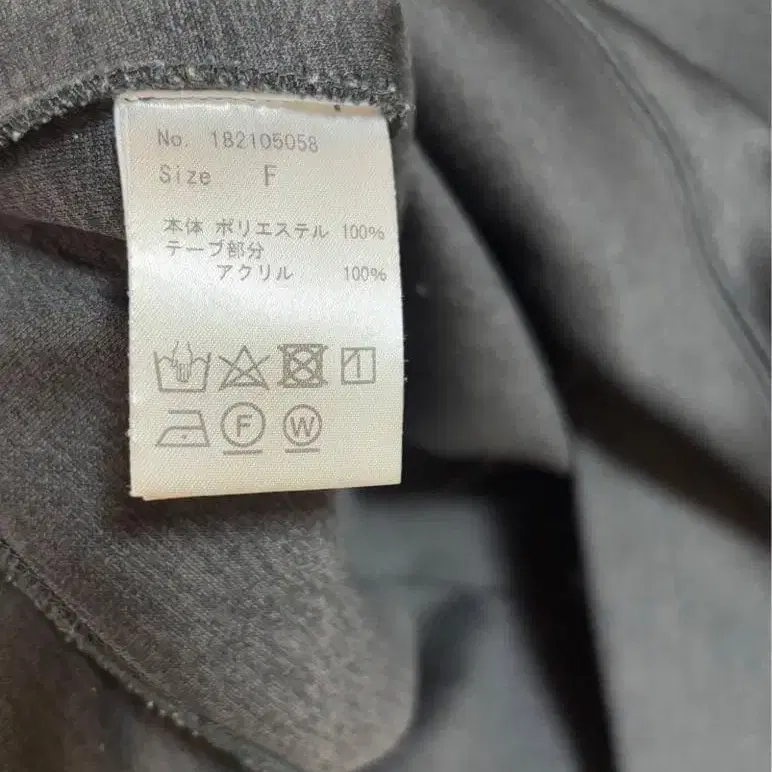 No. 182105058
Size F
本体 ポリエステル 100%
テープ部分
アクリル 100%
F W